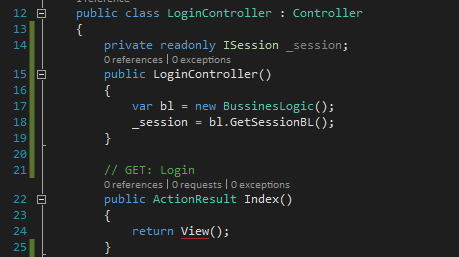 1 reference
12 public class LoginController : Controller
13 {
14 private readonly ISession _session;
0 references | 0 exceptions
15 public LoginController()
16 {
17 var bl = new BussinesLogic();
18 _session = bl.GetSessionBL();
19 }
20
21 // GET: Login
0 references | 0 requests | 0 exceptions
22 public ActionResult Index()
23 {
24 return View();
25 }